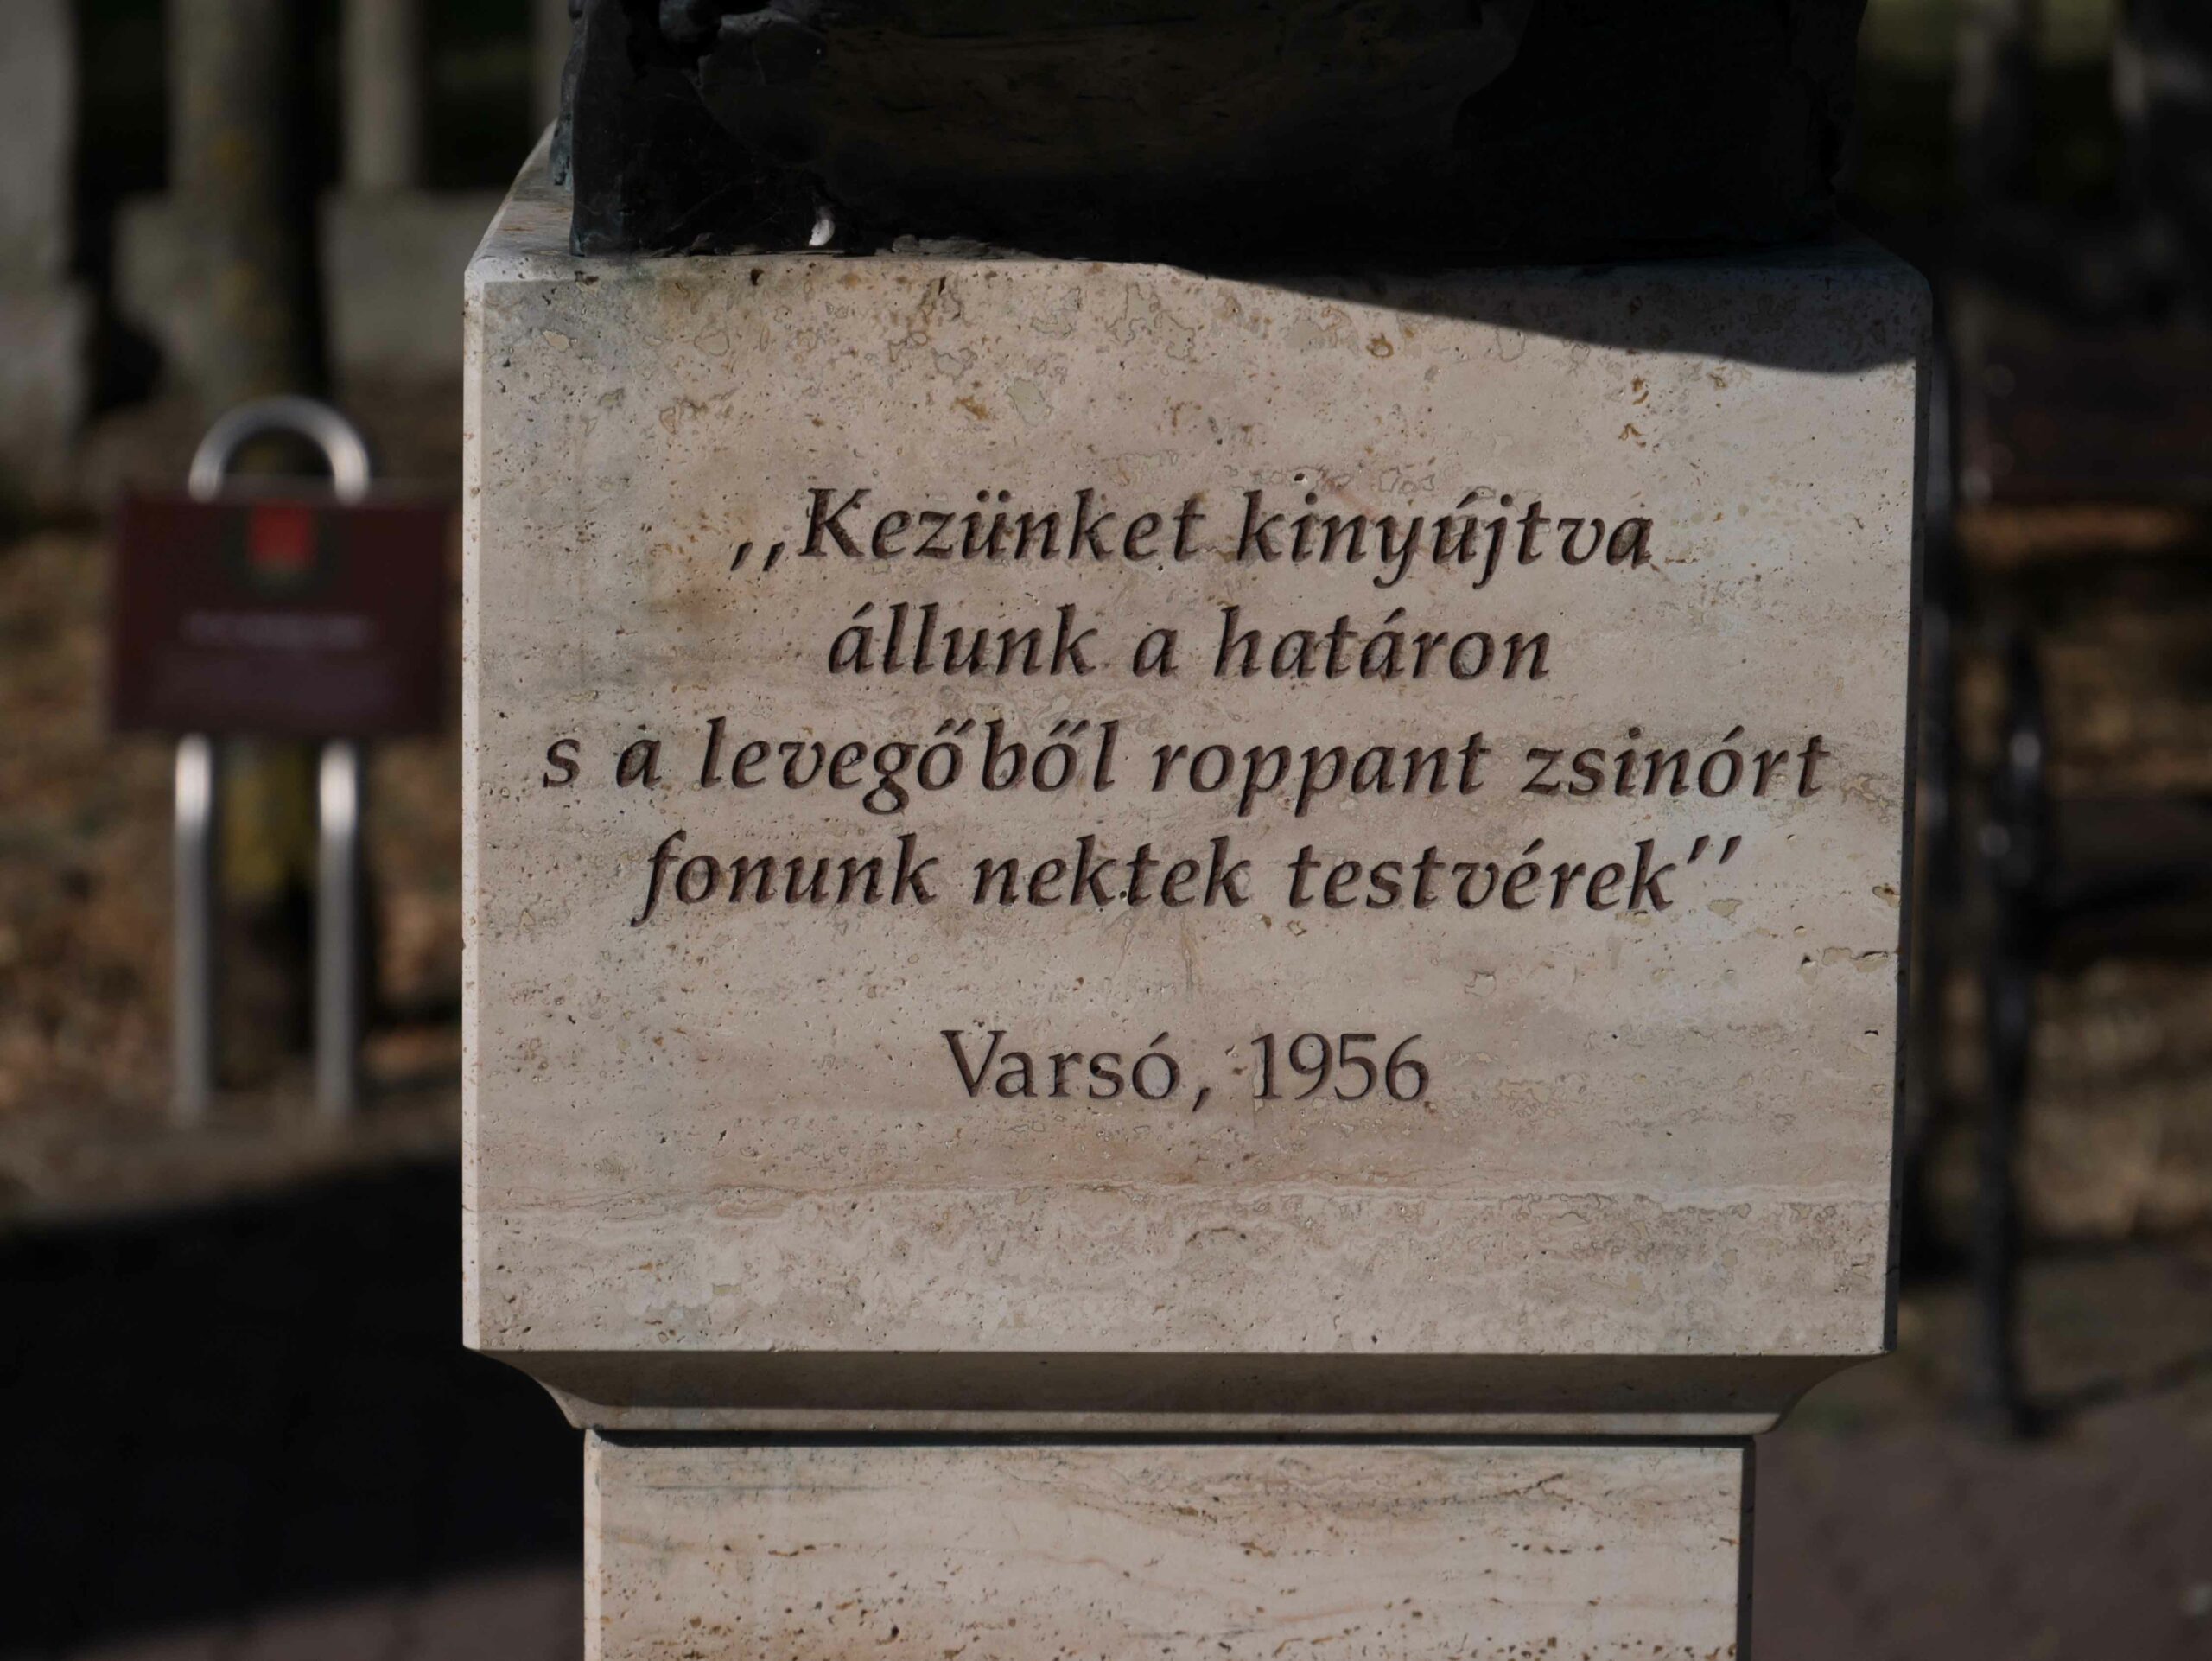 ,,Kezünket kinyújtva
állunk a határon
s a levegőből roppant zsinórt
fonunk nektek testvérek’’
Varsó, 1956